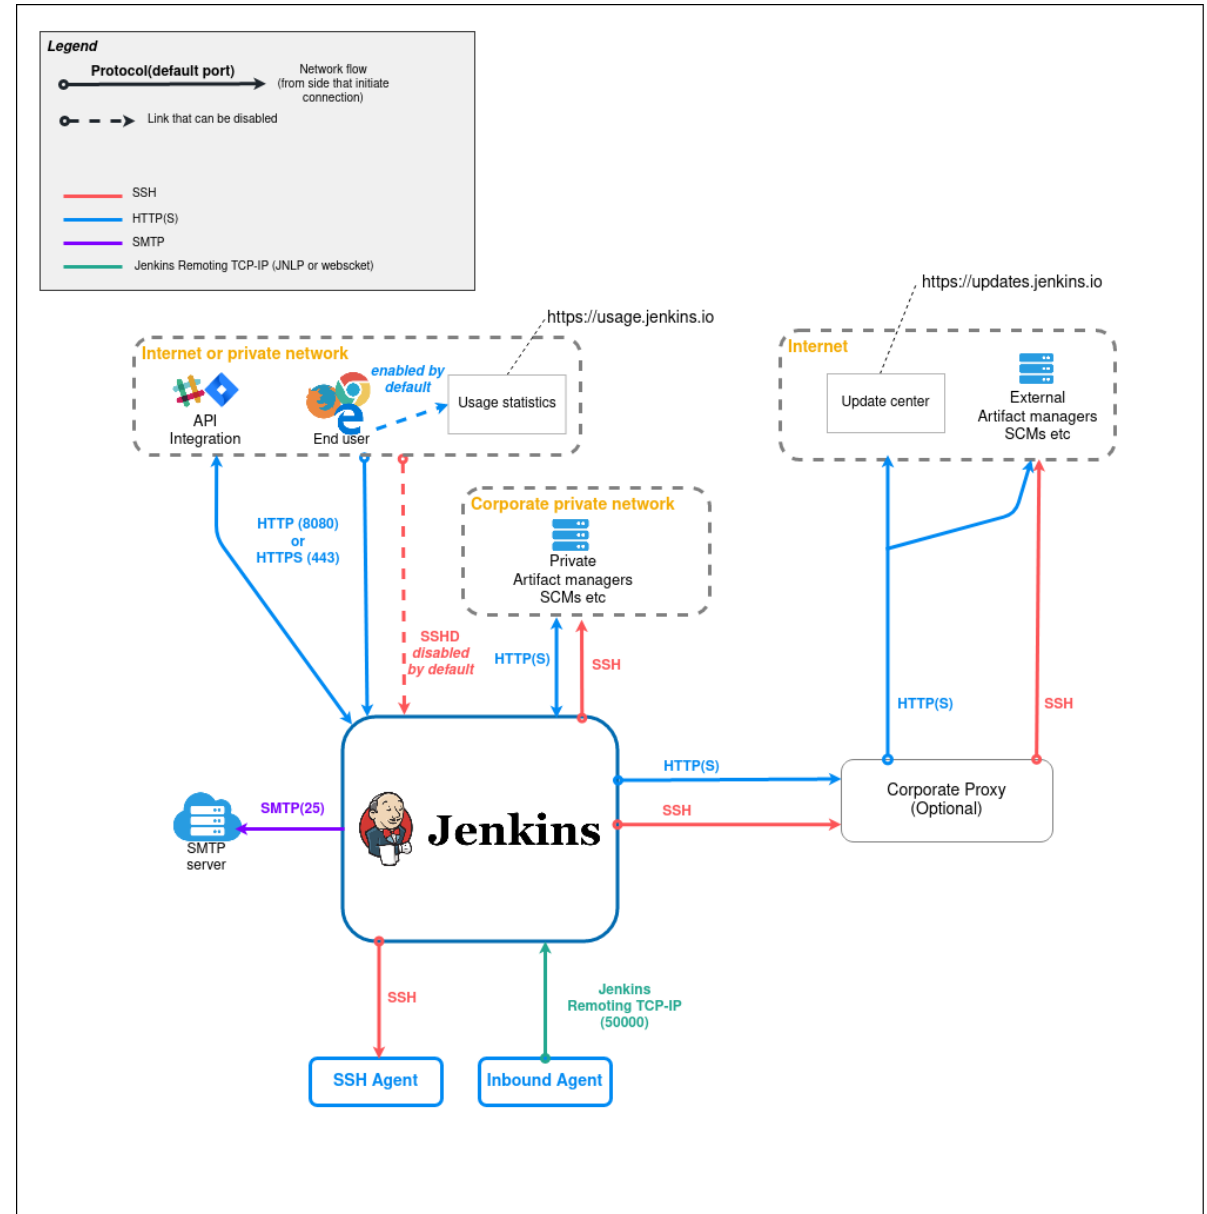 Legend
Protocol(default port)
Network flow
(from side that initiate
connection)
Link that can be disabled
SSH
HTTP(S)
SMTP
Jenkins Remoting TCP-IP (JNLP or webscket)
https://updates.jenkins.io
https://usage.jenkins.io
Internet or private network
enabled by
default
Usage statistics
API
Integration
End user
Internet
Update center
External
Artifact managers
SCMs etc
Corporate private network
Private
Artifact managers
SCMs etc
HTTP (8080)
or
HTTPS (443)
SSHD
disabled
by default
HTTP(S)
SSH
HTTP(S)
SSH
HTTP(S)
SSH
Corporate Proxy
(Optional)
SMTP(25)
SMTP
server
Jenkins
SSH
Jenkins
Remoting TCP-IP
(50000)
SSH Agent
Inbound Agent